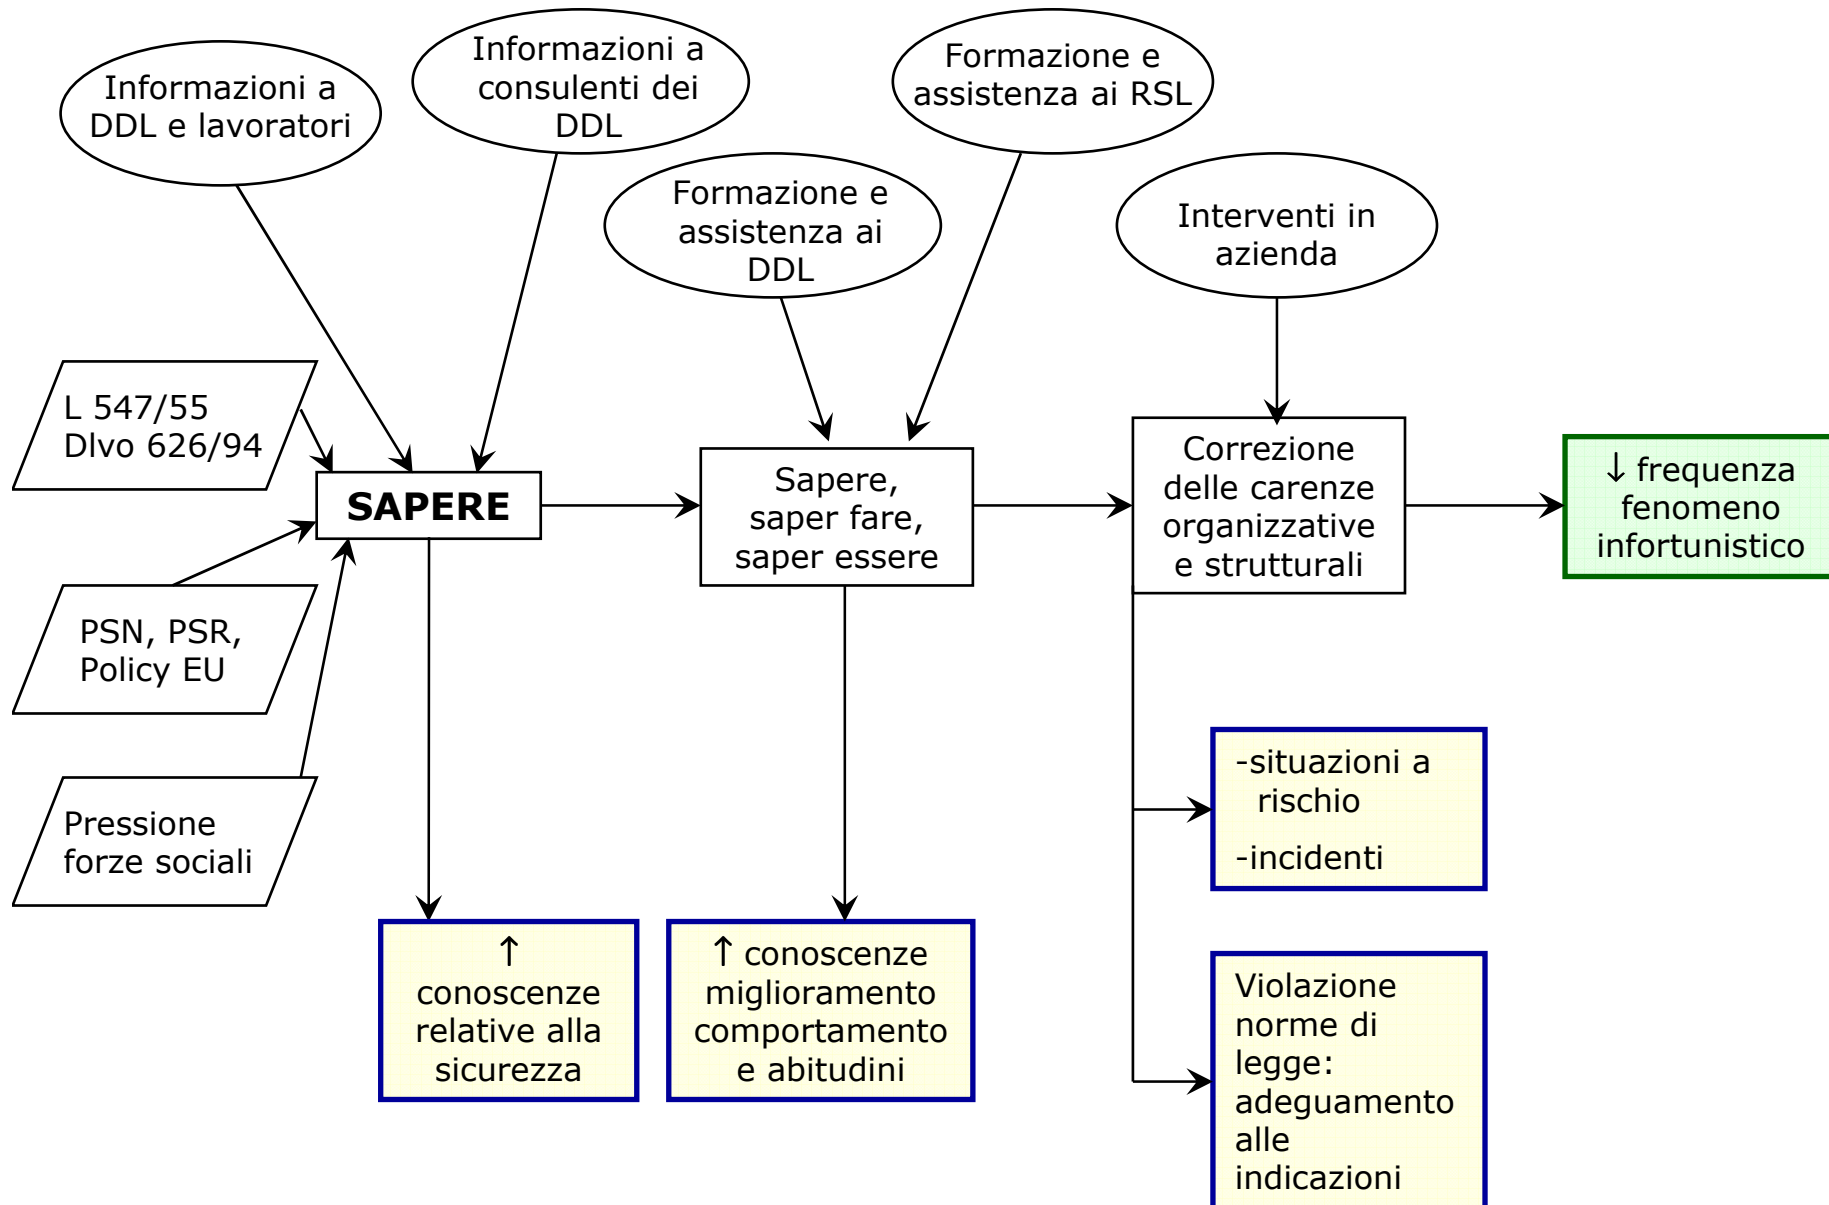 Informazioni a
DDL e lavoratori
Informazioni a
consulenti dei
DDL
Formazione e
assistenza ai RSL
Formazione e
assistenza ai
DDL
Interventi in
azienda
L 547/55
Dlvo 626/94
SAPERE
Sapere,
saper fare,
saper essere
Correzione
delle carenze
organizzative
e strutturali
↓ frequenza
fenomeno
infortunistico
PSN, PSR,
Policy EU
Pressione
forze sociali
↑
conoscenze
relative alla
sicurezza
↑ conoscenze
miglioramento
comportamento
e abitudini
-situazioni a
rischio
-incidenti
Violazione
norme di
legge:
adeguamento
alle
indicazioni